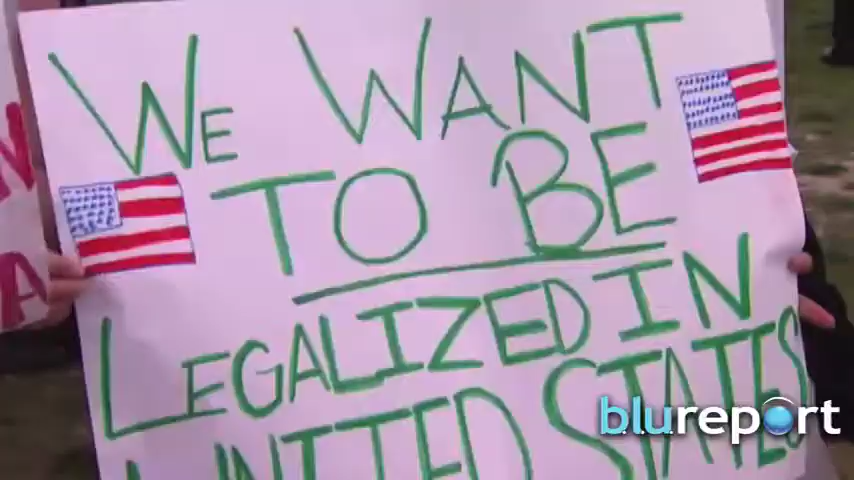 WE WANT
TO BE
LEGALIZED IN
UNITED STATES
blureport